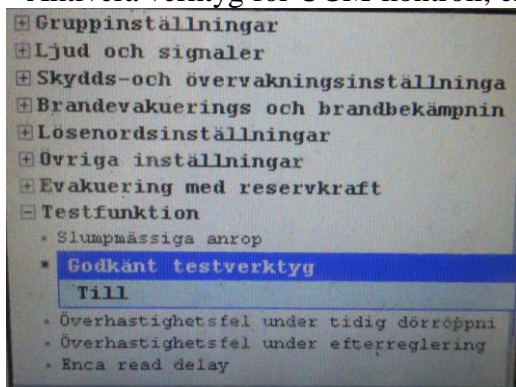 Gruppinställningar
Ljud och signaler
Skydds-och övervakningsinställninga
Brandevakuerings och brandbekämpnin
Lösenordsinställningar
Övriga inställningar
Evakuering med reservkraft
Testfunktion
Slumpmässiga anrop
Godkänt testverktyg
Till
Överhastighetsfel under tidig dörröppni
Överhastighetsfel under efterreglering
Enca read delay